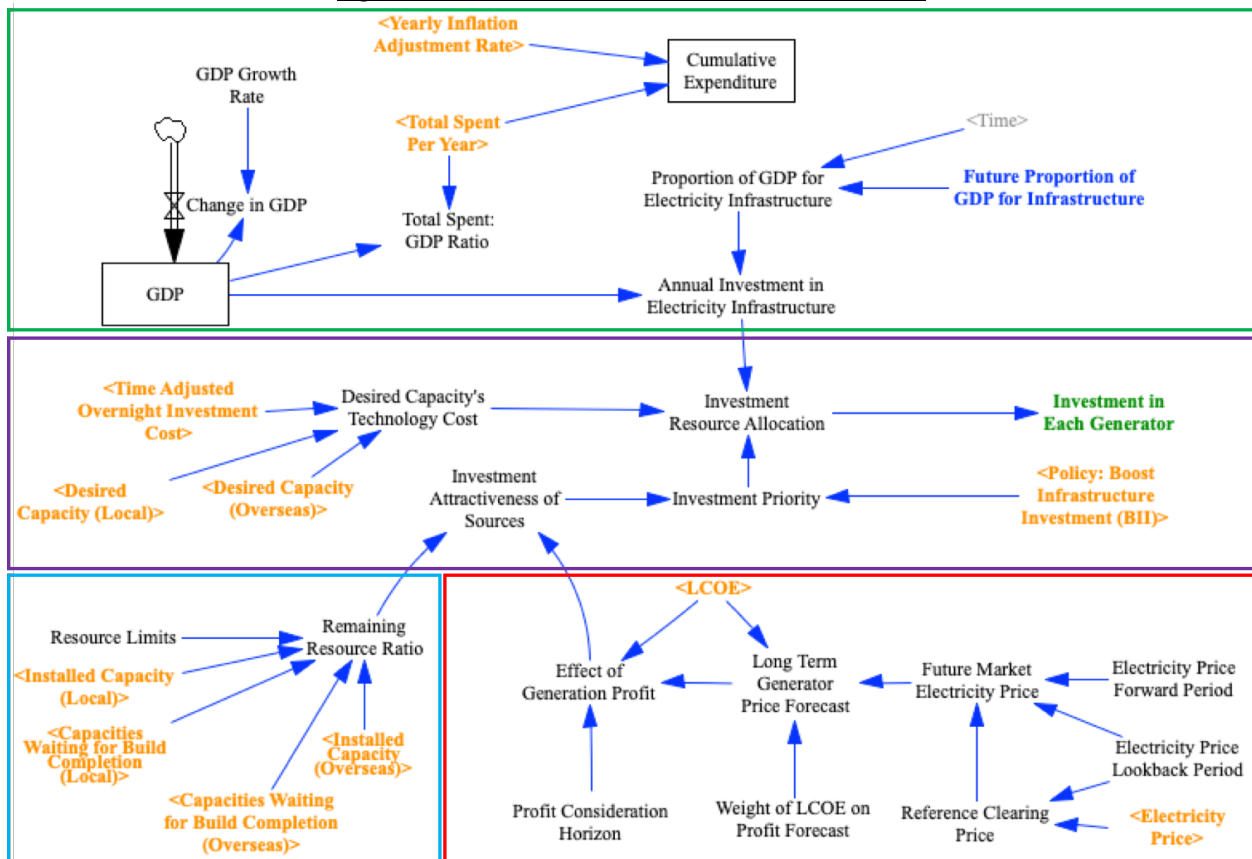 <Yearly Inflation
Adjustment Rate>
Cumulative
Expenditure
GDP Growth
Rate
<Total Spent
Per Year>
<Time>
Proportion of GDP for
Electricity Infrastructure
Future Proportion of
GDP for Infrastructure
Change in GDP
Total Spent:
GDP Ratio
GDP
Annual Investment in
Electricity Infrastructure
<Time Adjusted
Overnight Investment
Cost>
Desired Capacity's
Technology Cost
Investment
Resource Allocation
Investment in
Each Generator
<Desired
Capacity (Local)>
<Desired Capacity
(Overseas)>
Investment
Attractiveness of
Sources
Investment Priority
<Policy: Boost
Infrastructure
Investment (BII)>
Resource Limits
Remaining
Resource Ratio
<Installed Capacity
(Local)>
<Capacities
Waiting for Build
Completion
(Local)>
<Installed
Capacity
(Overseas)>
<Capacities Waiting
for Build Completion
(Overseas)>
<LCOE>
Effect of
Generation Profit
Long Term
Generator
Price Forecast
Future Market
Electricity Price
Electricity Price
Forward Period
Electricity Price
Lookback Period
Profit Consideration
Horizon
Weight of LCOE on
Profit Forecast
Reference Clearing
Price
<Electricity
Price>